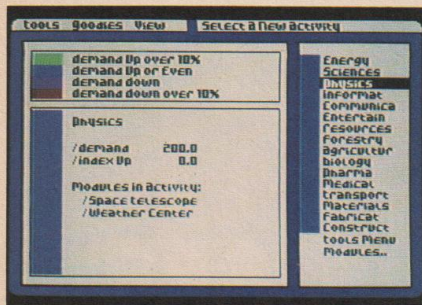 tools goodies View Select a New Activity
demand Up over 10%
demand Up or Even
demand down
demand down over 10%
physics
/demand 200.0
/index Up 0.0
Modules in activity:
/Space telescope
/Weather Center
Energy
Sciences
physics
informat
Communica
Entertain
resources
Forestry
agricultur
biology
pharma
Medical
transport
Materials
Fabricat
Construct
tools Menu
Modules..